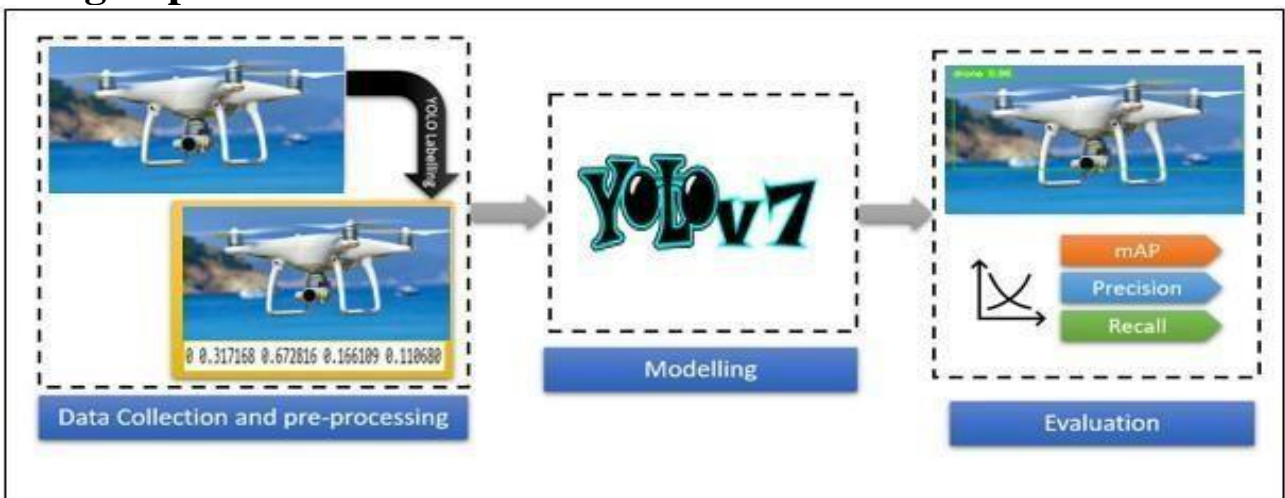 YOLO Labelling
0 0.317168 0.672816 0.166109 0.110680
Data Collection and pre-processing
YOLOv7
Modelling
mAP
Precision
Recall
Evaluation